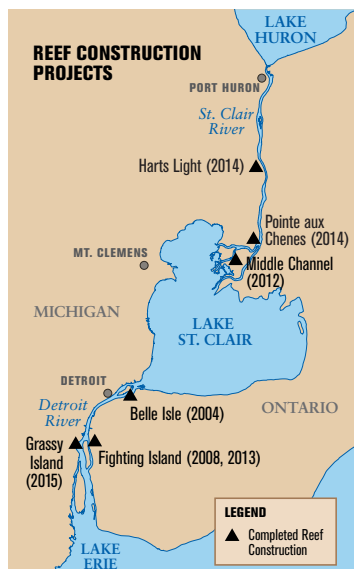 LAKE
HURON
REEF CONSTRUCTION
PROJECTS
PORT HURON
St. Clair
River
Harts Light (2014)
Pointe aux
Chenes (2014)
MT. CLEMENS
Middle Channel
(2012)
MICHIGAN
LAKE
ST. CLAIR
DETROIT
Detroit
River
Belle Isle (2004)
ONTARIO
Grassy
Island
(2015)
Fighting Island (2008, 2013)
LEGEND
Completed Reef
Construction
LAKE
ERIE